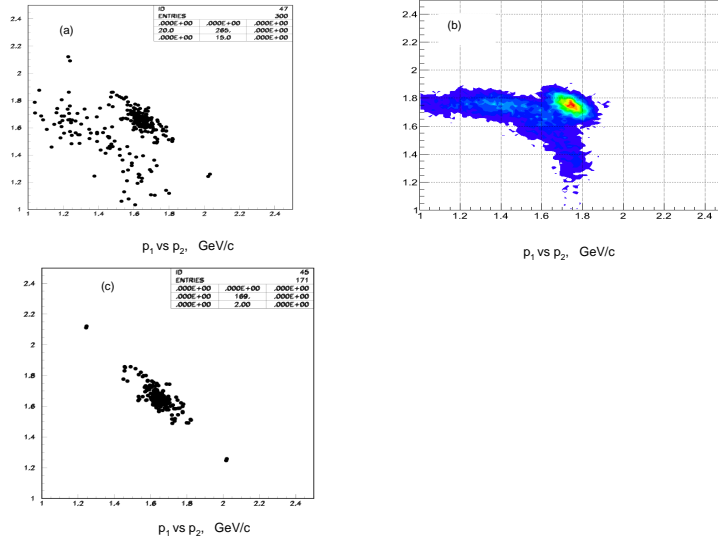 (a)
ID 47
ENTRIES 300
.000E+00 .000E+00 .000E+00
20.0 265. .000E+00
.000E+00 15.0 .000E+00
2.4
2.2
2
1.8
1.6
1.4
1.2
1
1 1.2 1.4 1.6 1.8 2 2.2 2.4
p1 vs p2, GeV/c
(b)
2.4
2.2
2
1.8
1.6
1.4
1.2
1
1 1.2 1.4 1.6 1.8 2 2.2 2.4
p1 vs p2, GeV/c
(c)
ID 45
ENTRIES 171
.000E+00 .000E+00 .000E+00
.000E+00 169. .000E+00
.000E+00 2.00 .000E+00
2.4
2.2
2
1.8
1.6
1.4
1.2
1
1 1.2 1.4 1.6 1.8 2 2.2 2.4
p1 vs p2, GeV/c